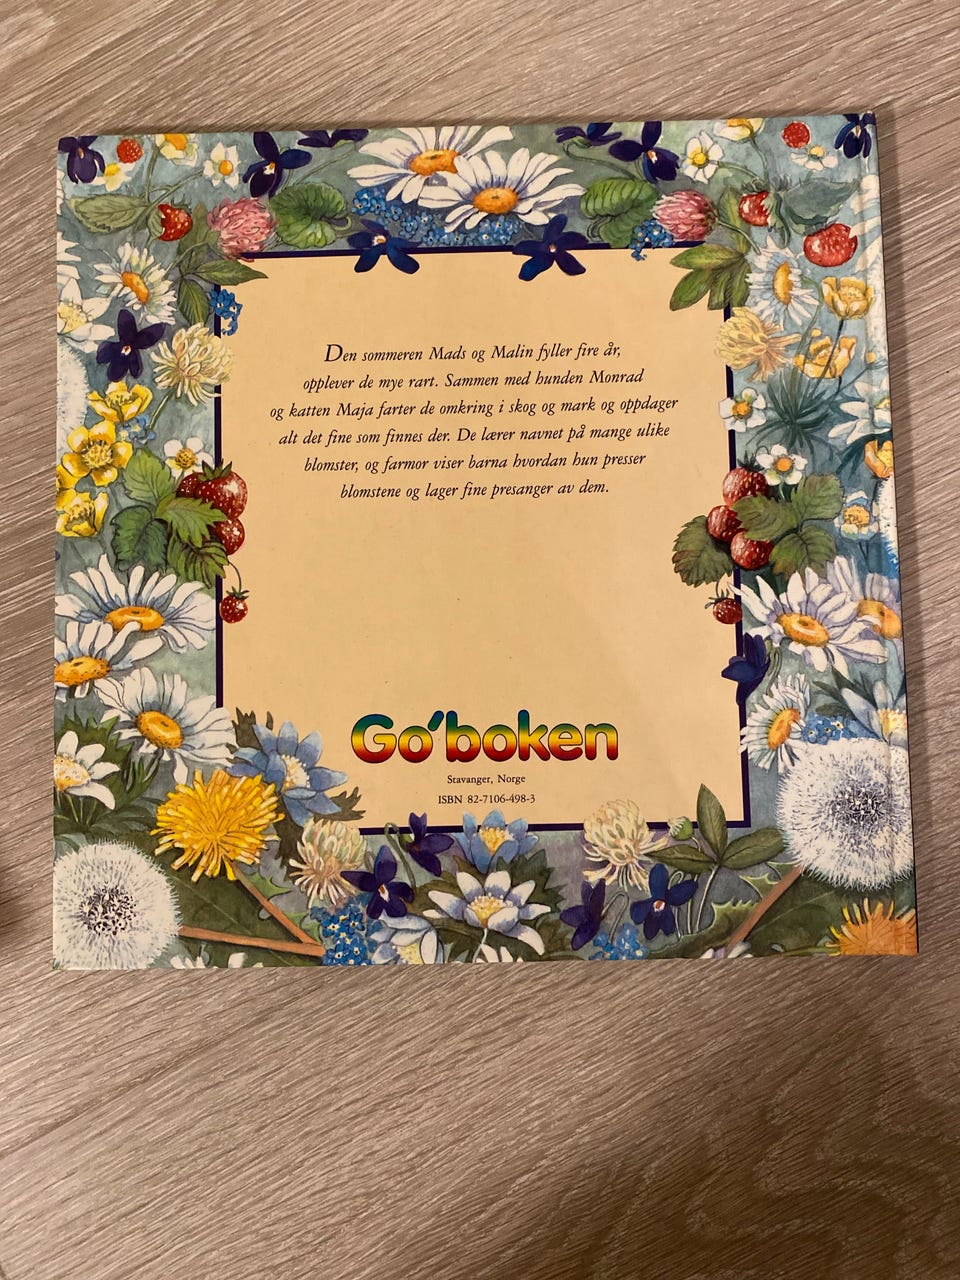 Den sommeren Mads og Malin fyller fire år,
opplever de mye rart. Sammen med hunden Monrad
og katten Maja farter de omkring i skog og mark og oppdager
alt det fine som finnes der. De lærer navnet på mange ulike
blomster, og farmor viser barna hvordan hun presser
blomstene og lager fine presanger av dem.
Go'boken
Stavanger, Norge
ISBN 82-7106-498-3